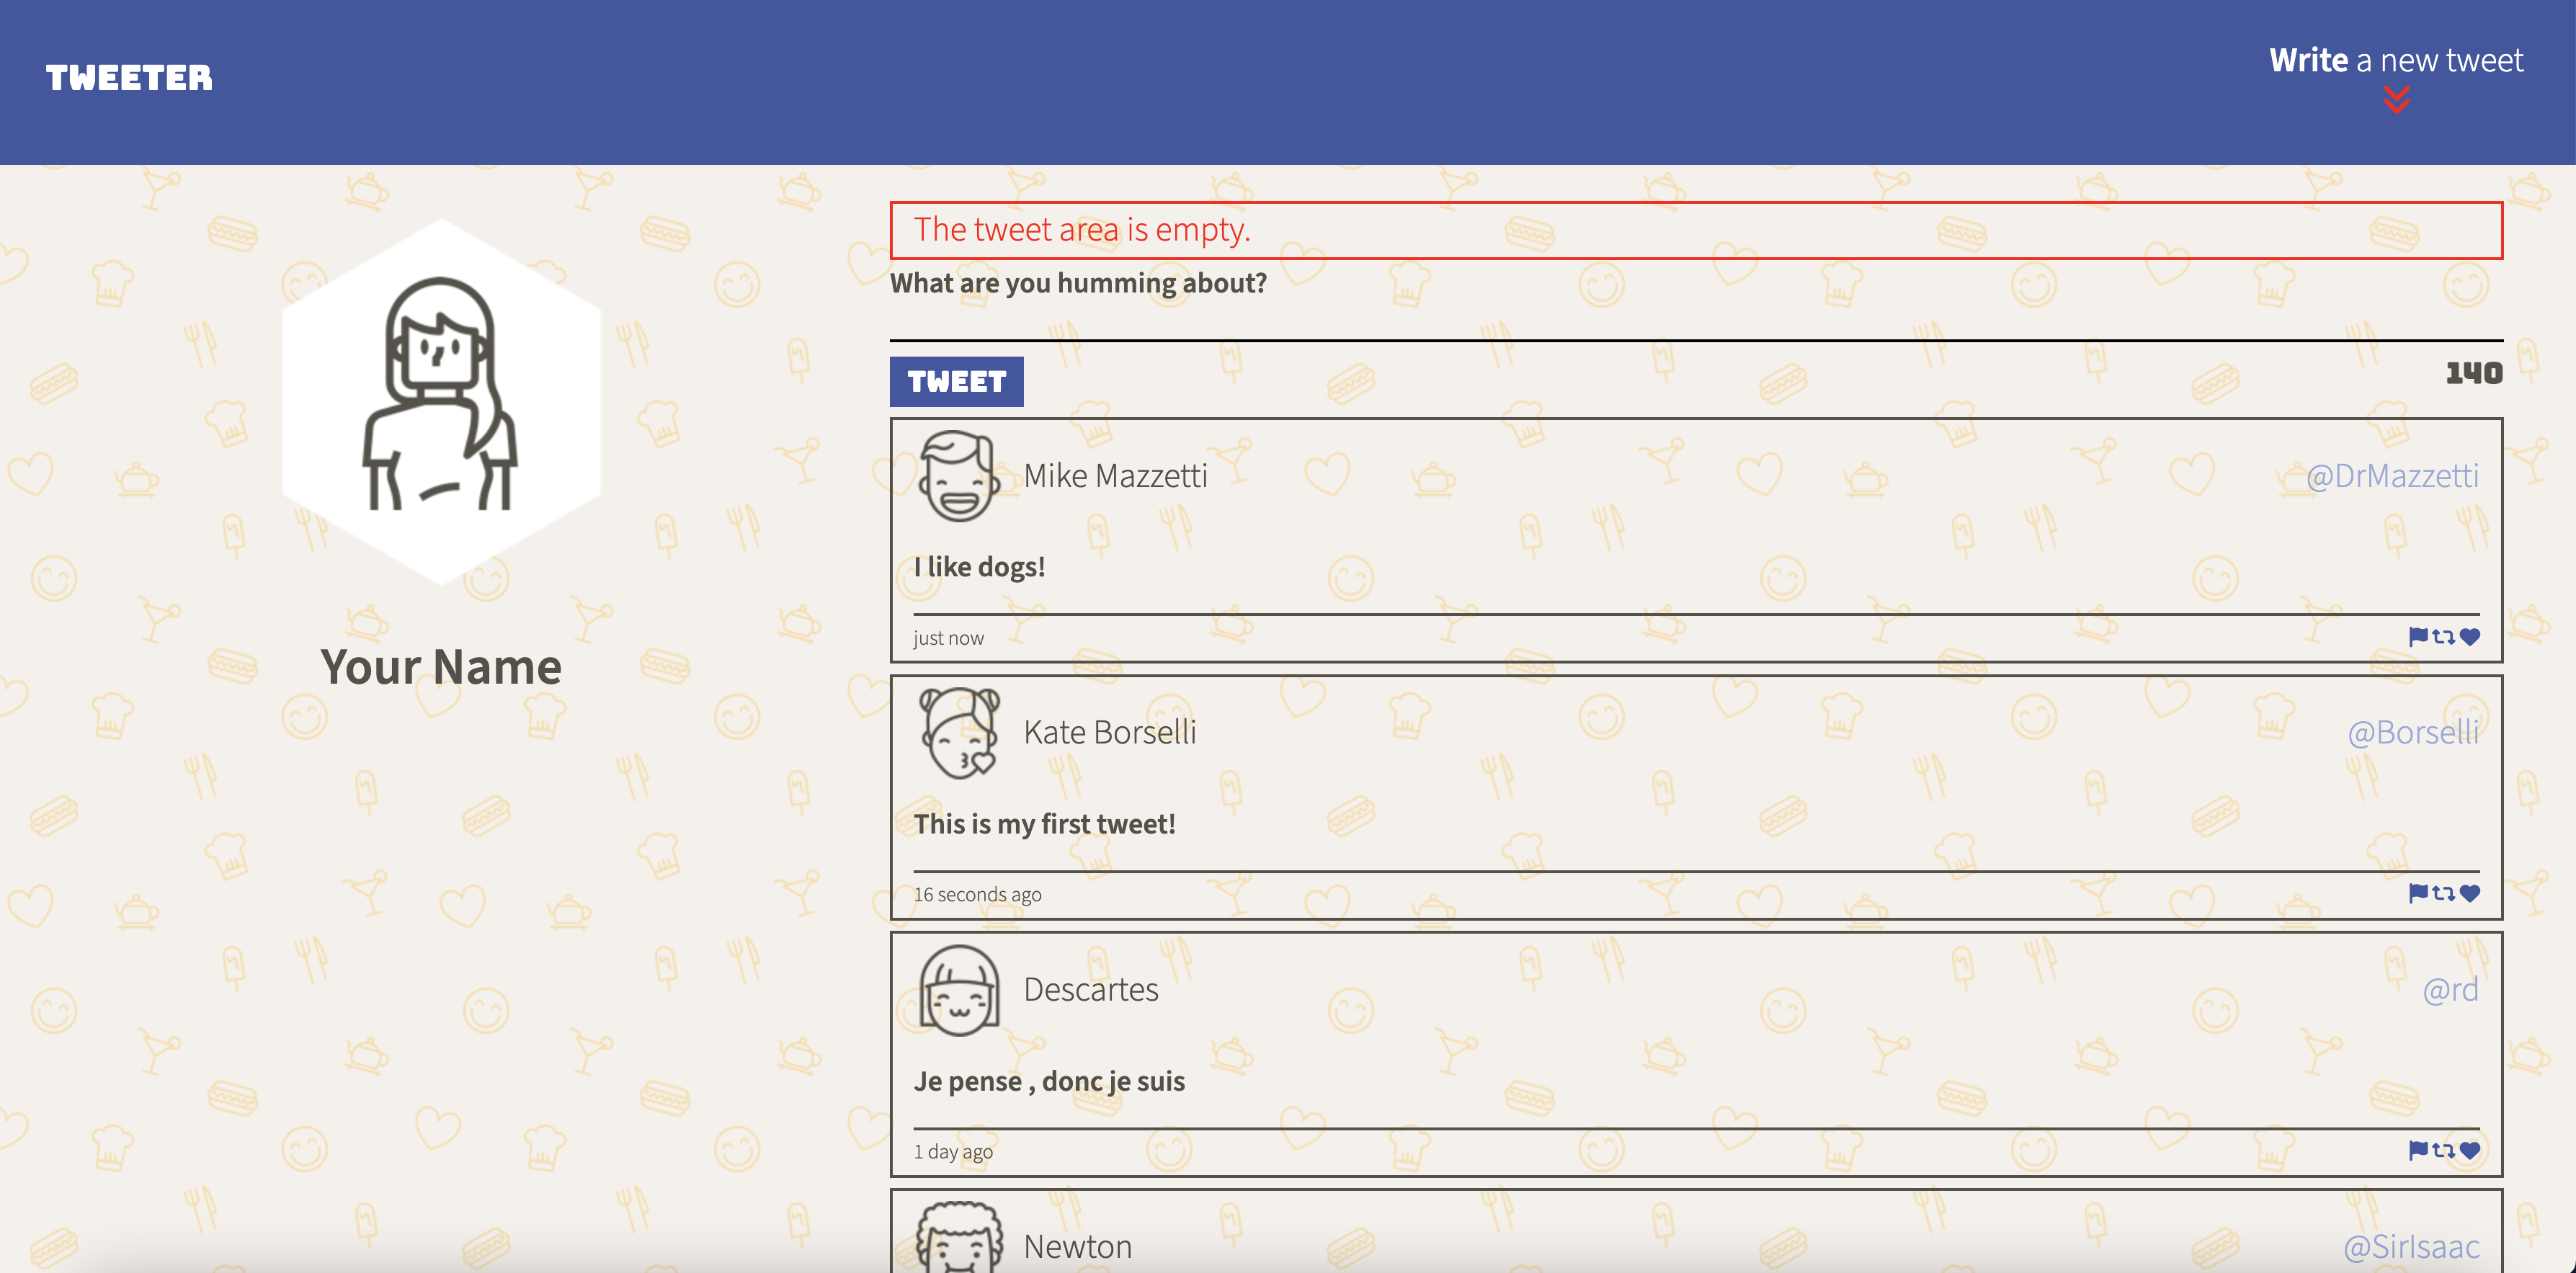 TWEETER
Write a new tweet
The tweet area is empty.
What are you humming about?
TWEET
140
Your Name
Mike Mazzetti
@DrMazzetti
I like dogs!
just now
Kate Borselli
@Borselli
This is my first tweet!
16 seconds ago
Descartes
@rd
Je pense , donc je suis
1 day ago
Newton
@SirIsaac